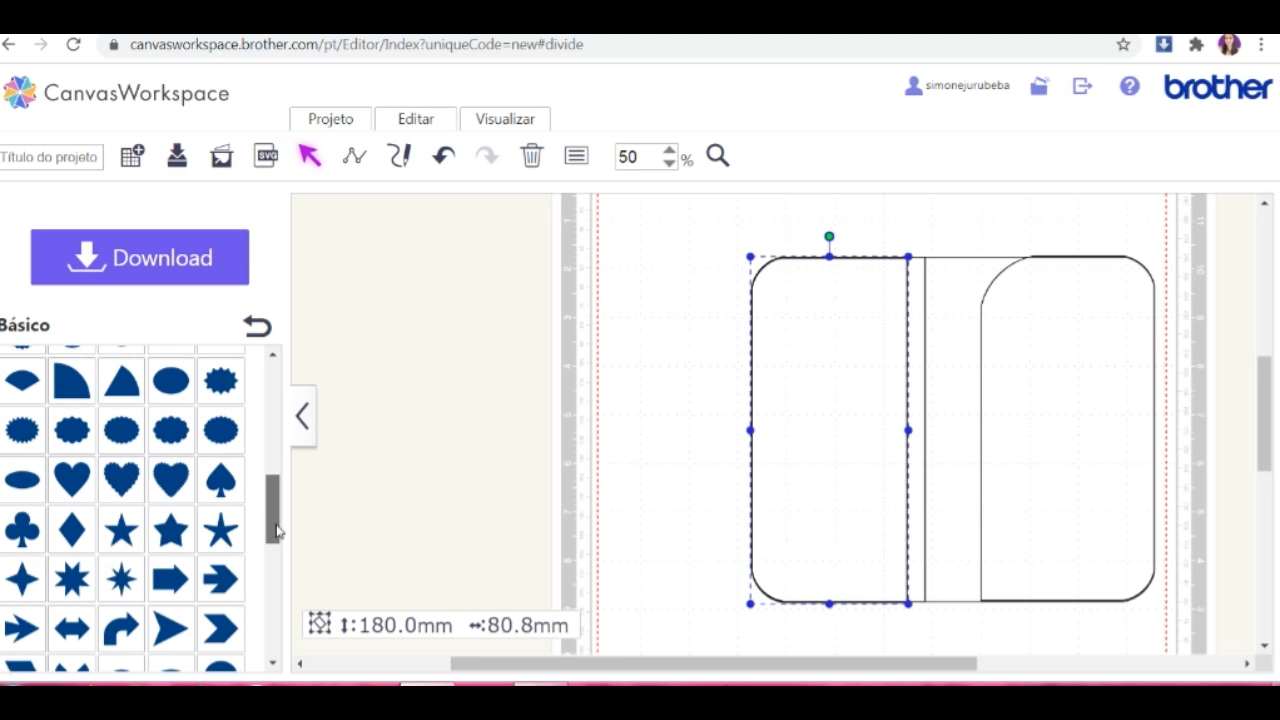 canvasworkspace.brother.com/pt/Editor/Index?uniqueCode=new#divide
CanvasWorkspace
simonejurubeba
?
brother
Projeto
Editar
Visualizar
Título do projeto
SVG
50
%
Download
Básico
180.0mm
80.8mm